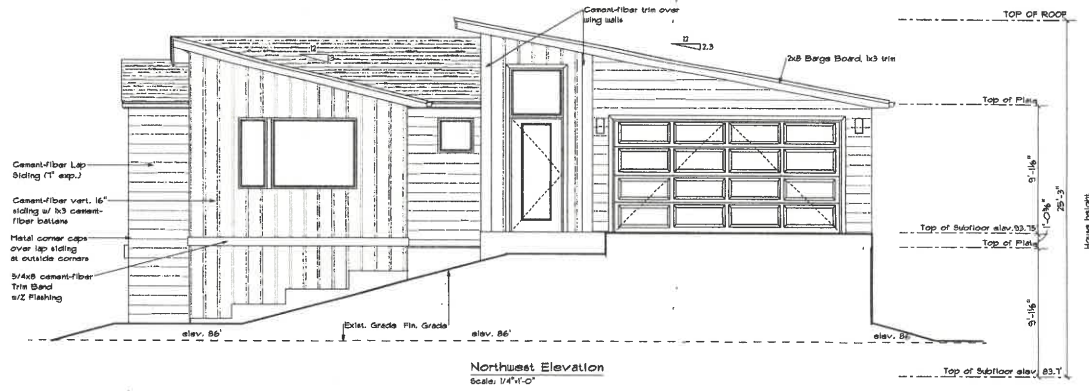 Cement-fiber trim over
wing walls
TOP OF ROOF
12
2.3
12
3
2x8 Barge Board, 1x3 trim
Top of Plate
Cement-fiber Lap
Siding (7" exp.)
Cement-fiber vert. 16"
siding w/ 1x3 cement-
fiber battens
Metal corner caps
over lap siding
at outside corners
5/4x8 cement-fiber
Trim Band
w/Z Flashing
9'-1⅛"
1'-0⅜"
25'-3"
House height
Top of Subfloor elev. 93.75
Top of Plate
9'-1⅛"
Exist. Grade Fin. Grade
elev. 86'
elev. 86'
elev. 86'
Top of Subfloor elev. 83.7'
Northwest Elevation
Scale: 1/4"=1'-0"